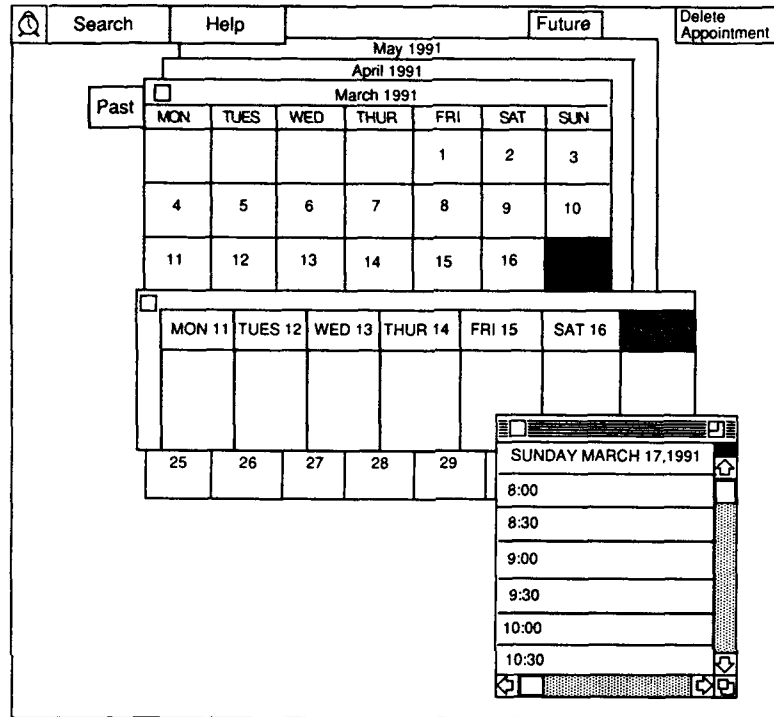 Search Help Future Delete
Appointment
May 1991
April 1991
March 1991
Past
MON TUES WED THUR FRI SAT SUN
1 2 3
4 5 6 7 8 9 10
11 12 13 14 15 16
MON 11 TUES 12 WED 13 THUR 14 FRI 15 SAT 16
25 26 27 28 29
SUNDAY MARCH 17,1991
8:00
8:30
9:00
9:30
10:00
10:30